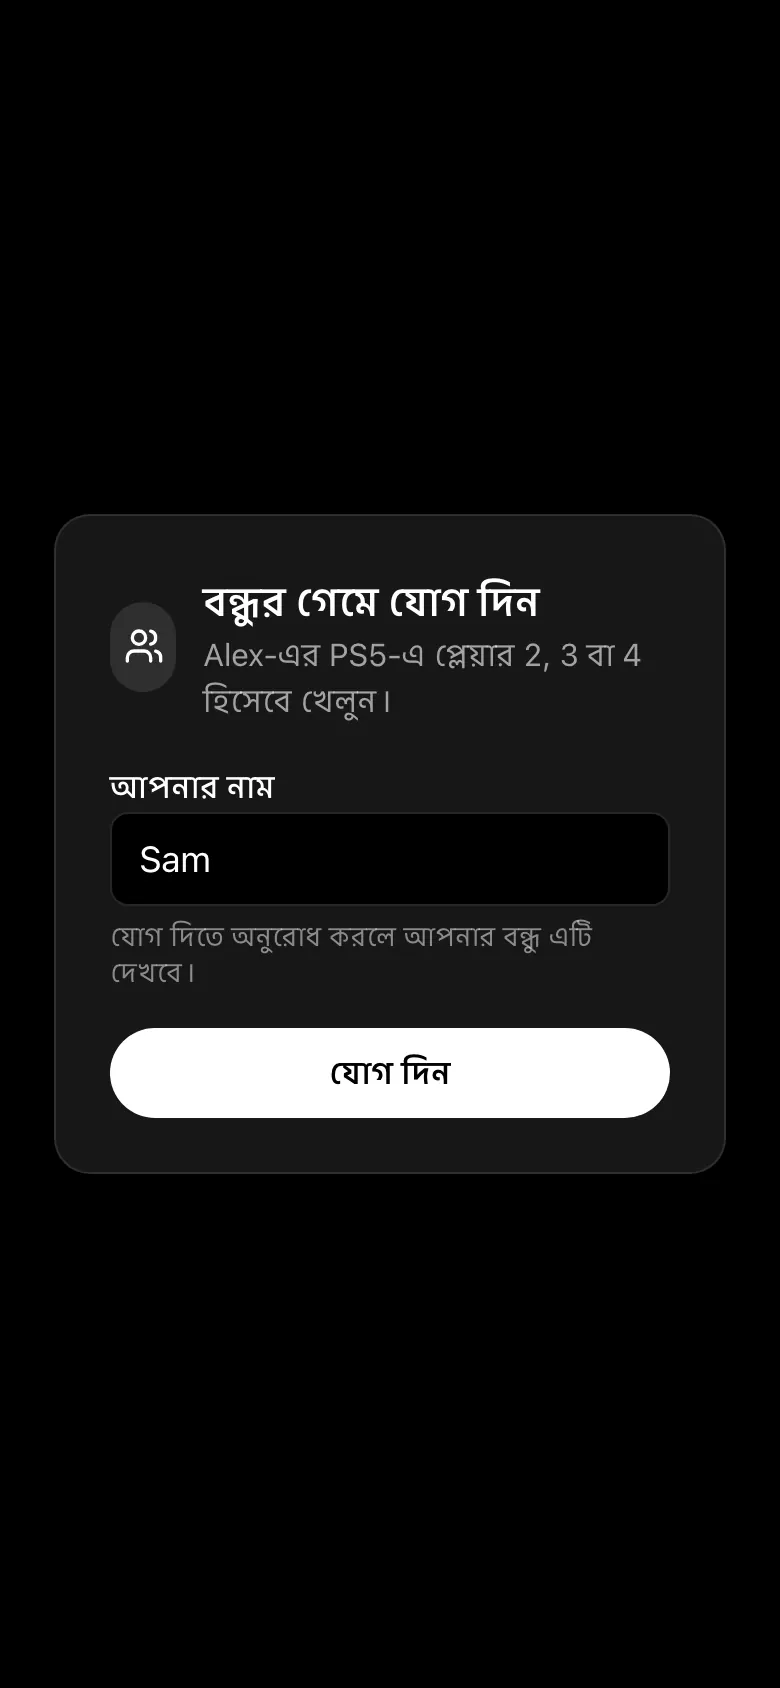 বন্ধুর গেমে যোগ দিন
Alex-এর PS5-এ প্লেয়ার 2, 3 বা 4
হিসেবে খেলুন।
আপনার নাম
Sam
যোগ দিতে অনুরোধ করলে আপনার বন্ধু এটি
দেখবে।
যোগ দিন